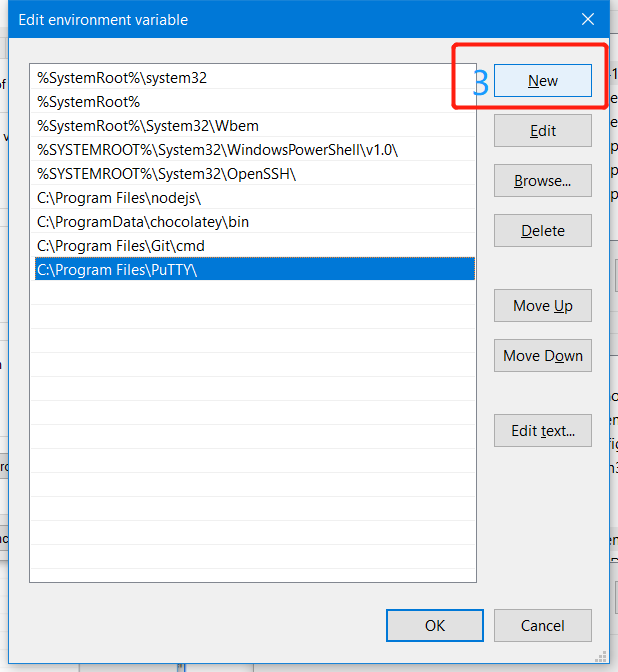 Edit environment variable
%SystemRoot%\system32
%SystemRoot%
%SystemRoot%\System32\Wbem
%SYSTEMROOT%\System32\WindowsPowerShell\v1.0\
%SYSTEMROOT%\System32\OpenSSH\
C:\Program Files\nodejs\
C:\ProgramData\chocolatey\bin
C:\Program Files\Git\cmd
C:\Program Files\PuTTY\
3
New
Edit
Browse...
Delete
Move Up
Move Down
Edit text...
OK
Cancel